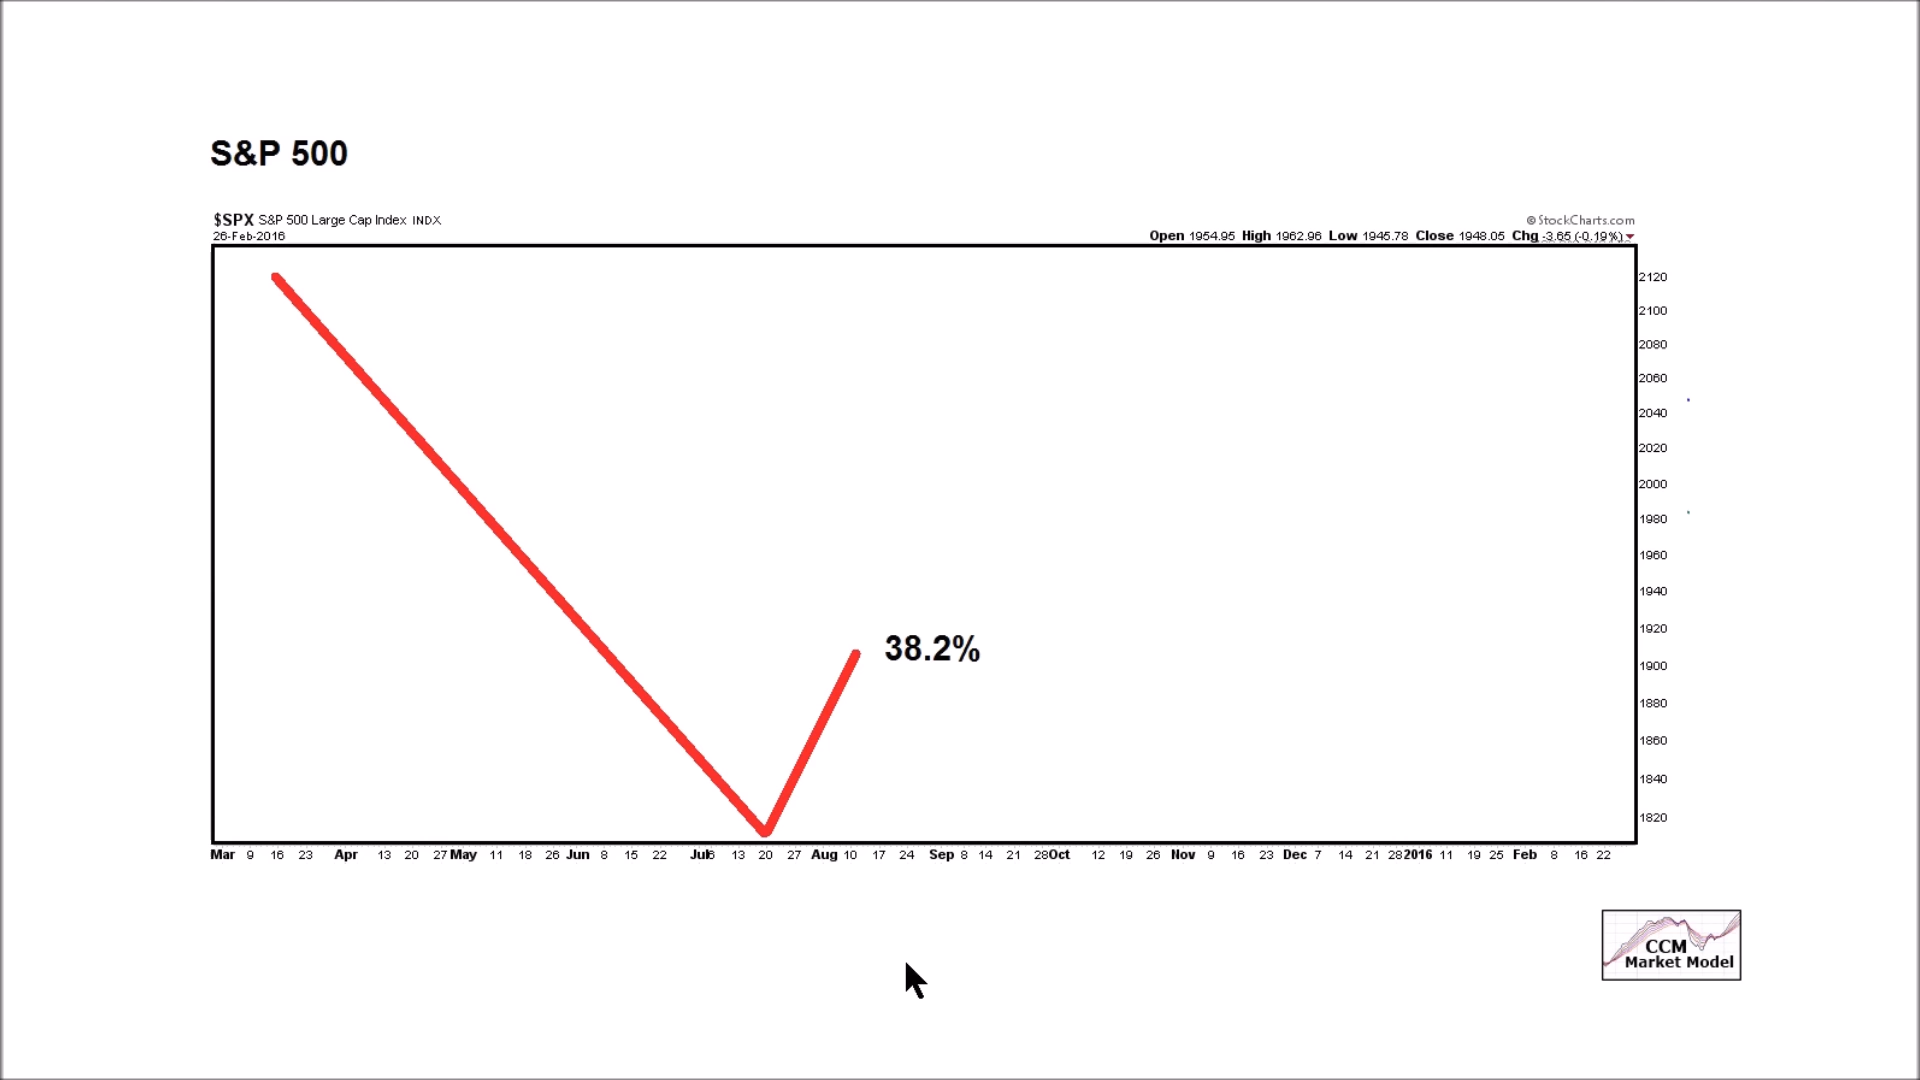 S&P 500
$SPX S&P 500 Large Cap Index INDX
© StockCharts.com
26-Feb-2016
Open 1954.95 High 1962.96 Low 1945.78 Close 1948.05 Chg -3.65 (-0.19%)
2120
2100
2080
2060
2040
2020
2000
1980
1960
1940
1920
38.2%
1900
1880
1860
1840
1820
Mar 9 16 23 Apr 13 20 27 May 11 18 26 Jun 8 15 22 Jul 6 13 20 27 Aug 10 17 24 Sep 8 14 21 28 Oct 12 19 26 Nov 9 16 23 Dec 7 14 21 28 2016 11 19 25 Feb 8 16 22
CCM
Market Model